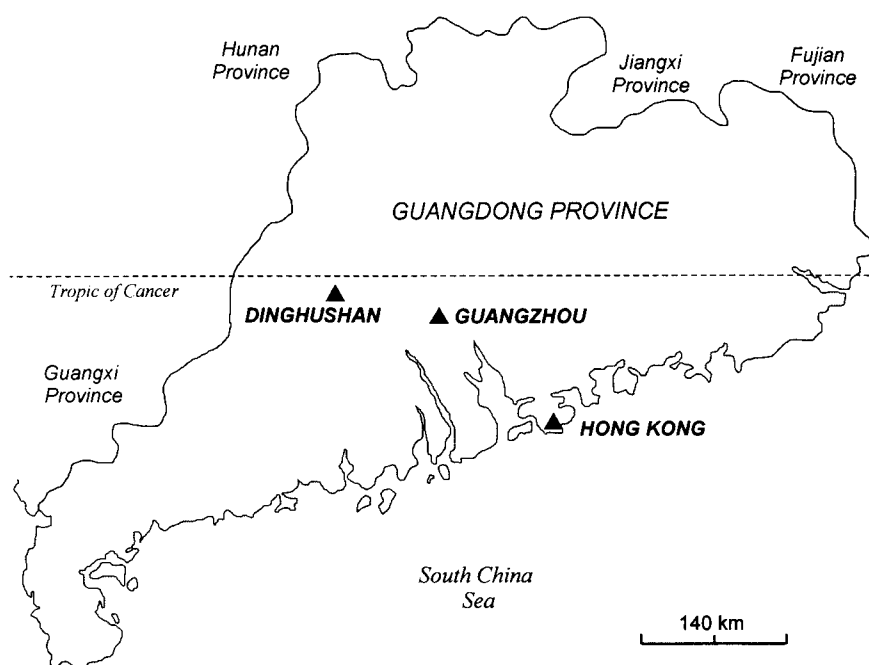 Hunan
Province
Jiangxi
Province
Fujian
Province
GUANGDONG PROVINCE
Tropic of Cancer
DINGHUSHAN
GUANGZHOU
Guangxi
Province
HONG KONG
South China
Sea
140 km